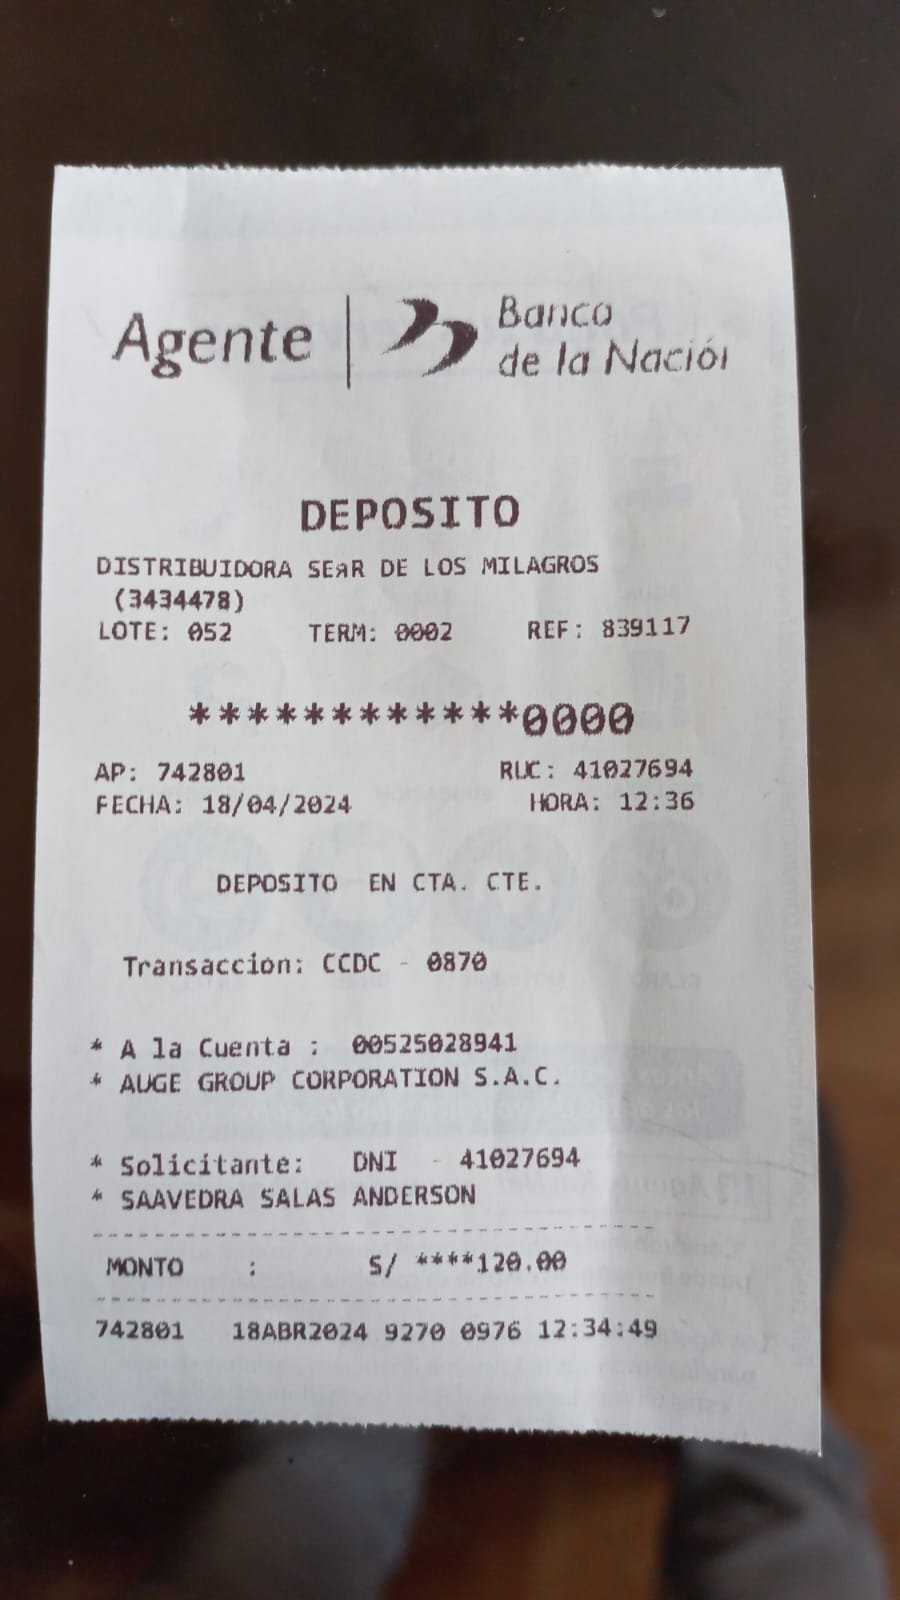 Agente
Banco
de la Nación
DEPOSITO
DISTRIBUIDORA SEяR DE LOS MILAGROS
(3434478)
LOTE: 052 TERM: 0002 REF: 839117
************0000
AP: 742801 RUC: 41027694
FECHA: 18/04/2024 HORA: 12:36
DEPOSITO EN CTA. CTE.
Transaccion: CCDC - 0870
* A la Cuenta : 00525028941
* AUGE GROUP CORPORATION S.A.C.
* Solicitante: DNI - 41027694
* SAAVEDRA SALAS ANDERSON
MONTO : S/ ****120.00
742801 18ABR2024 9270 0976 12:34:49